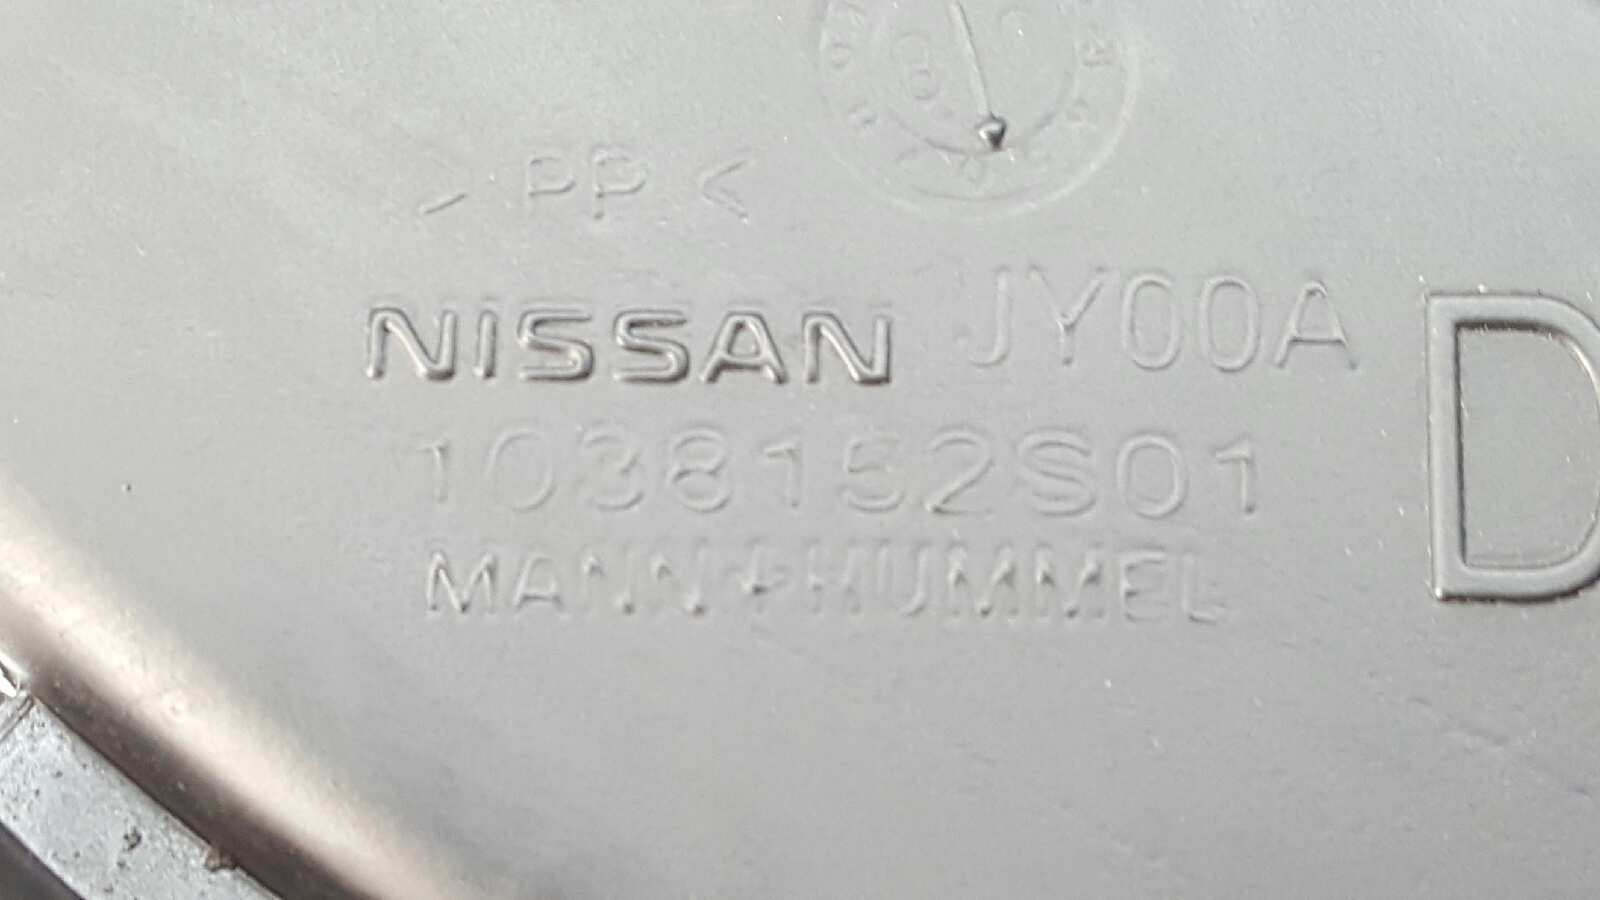 > PP <
NISSAN JY00A
1038152S01
MANN+HUMMEL
D